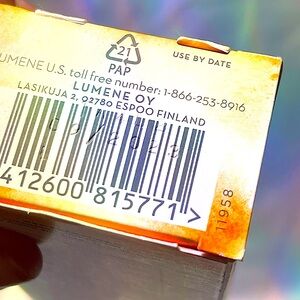 21
PAP
USE BY DATE
LUMENE U.S. toll free number: 1-866-253-8916
LUMENE OY
LASIKUJA 2, 02780 ESPOO FINLAND
412600 815771 >
11958